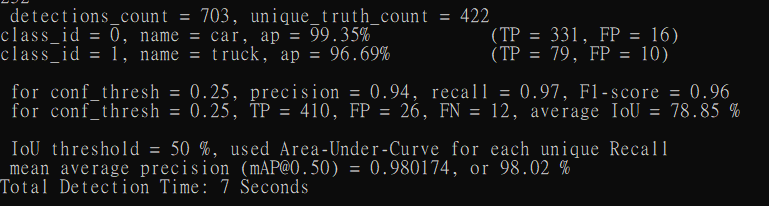 detections_count = 703, unique_truth_count = 422
class_id = 0, name = car, ap = 99.35% (TP = 331, FP = 16)
class_id = 1, name = truck, ap = 96.69% (TP = 79, FP = 10)
for conf_thresh = 0.25, precision = 0.94, recall = 0.97, F1-score = 0.96
for conf_thresh = 0.25, TP = 410, FP = 26, FN = 12, average IoU = 78.85 %
IoU threshold = 50 %, used Area-Under-Curve for each unique Recall
mean average precision (mAP@0.50) = 0.980174, or 98.02 %
Total Detection Time: 7 Seconds